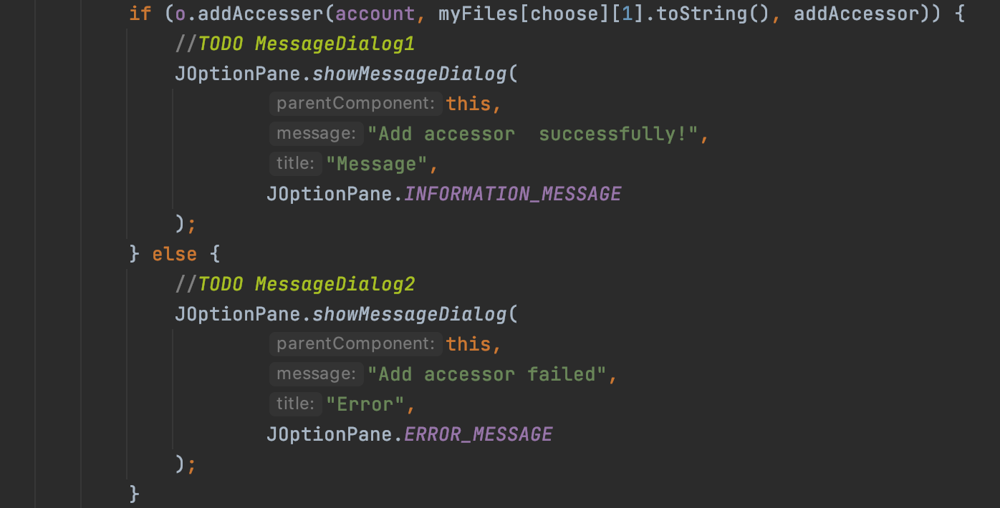 if (o.addAccesser(account, myFiles[choose][1].toString(), addAccessor)) {
//TODO MessageDialog1
JOptionPane.showMessageDialog(
parentComponent: this,
message: "Add accessor  successfully!",
title: "Message",
JOptionPane.INFORMATION_MESSAGE
);
} else {
//TODO MessageDialog2
JOptionPane.showMessageDialog(
parentComponent: this,
message: "Add accessor failed",
title: "Error",
JOptionPane.ERROR_MESSAGE
);
}